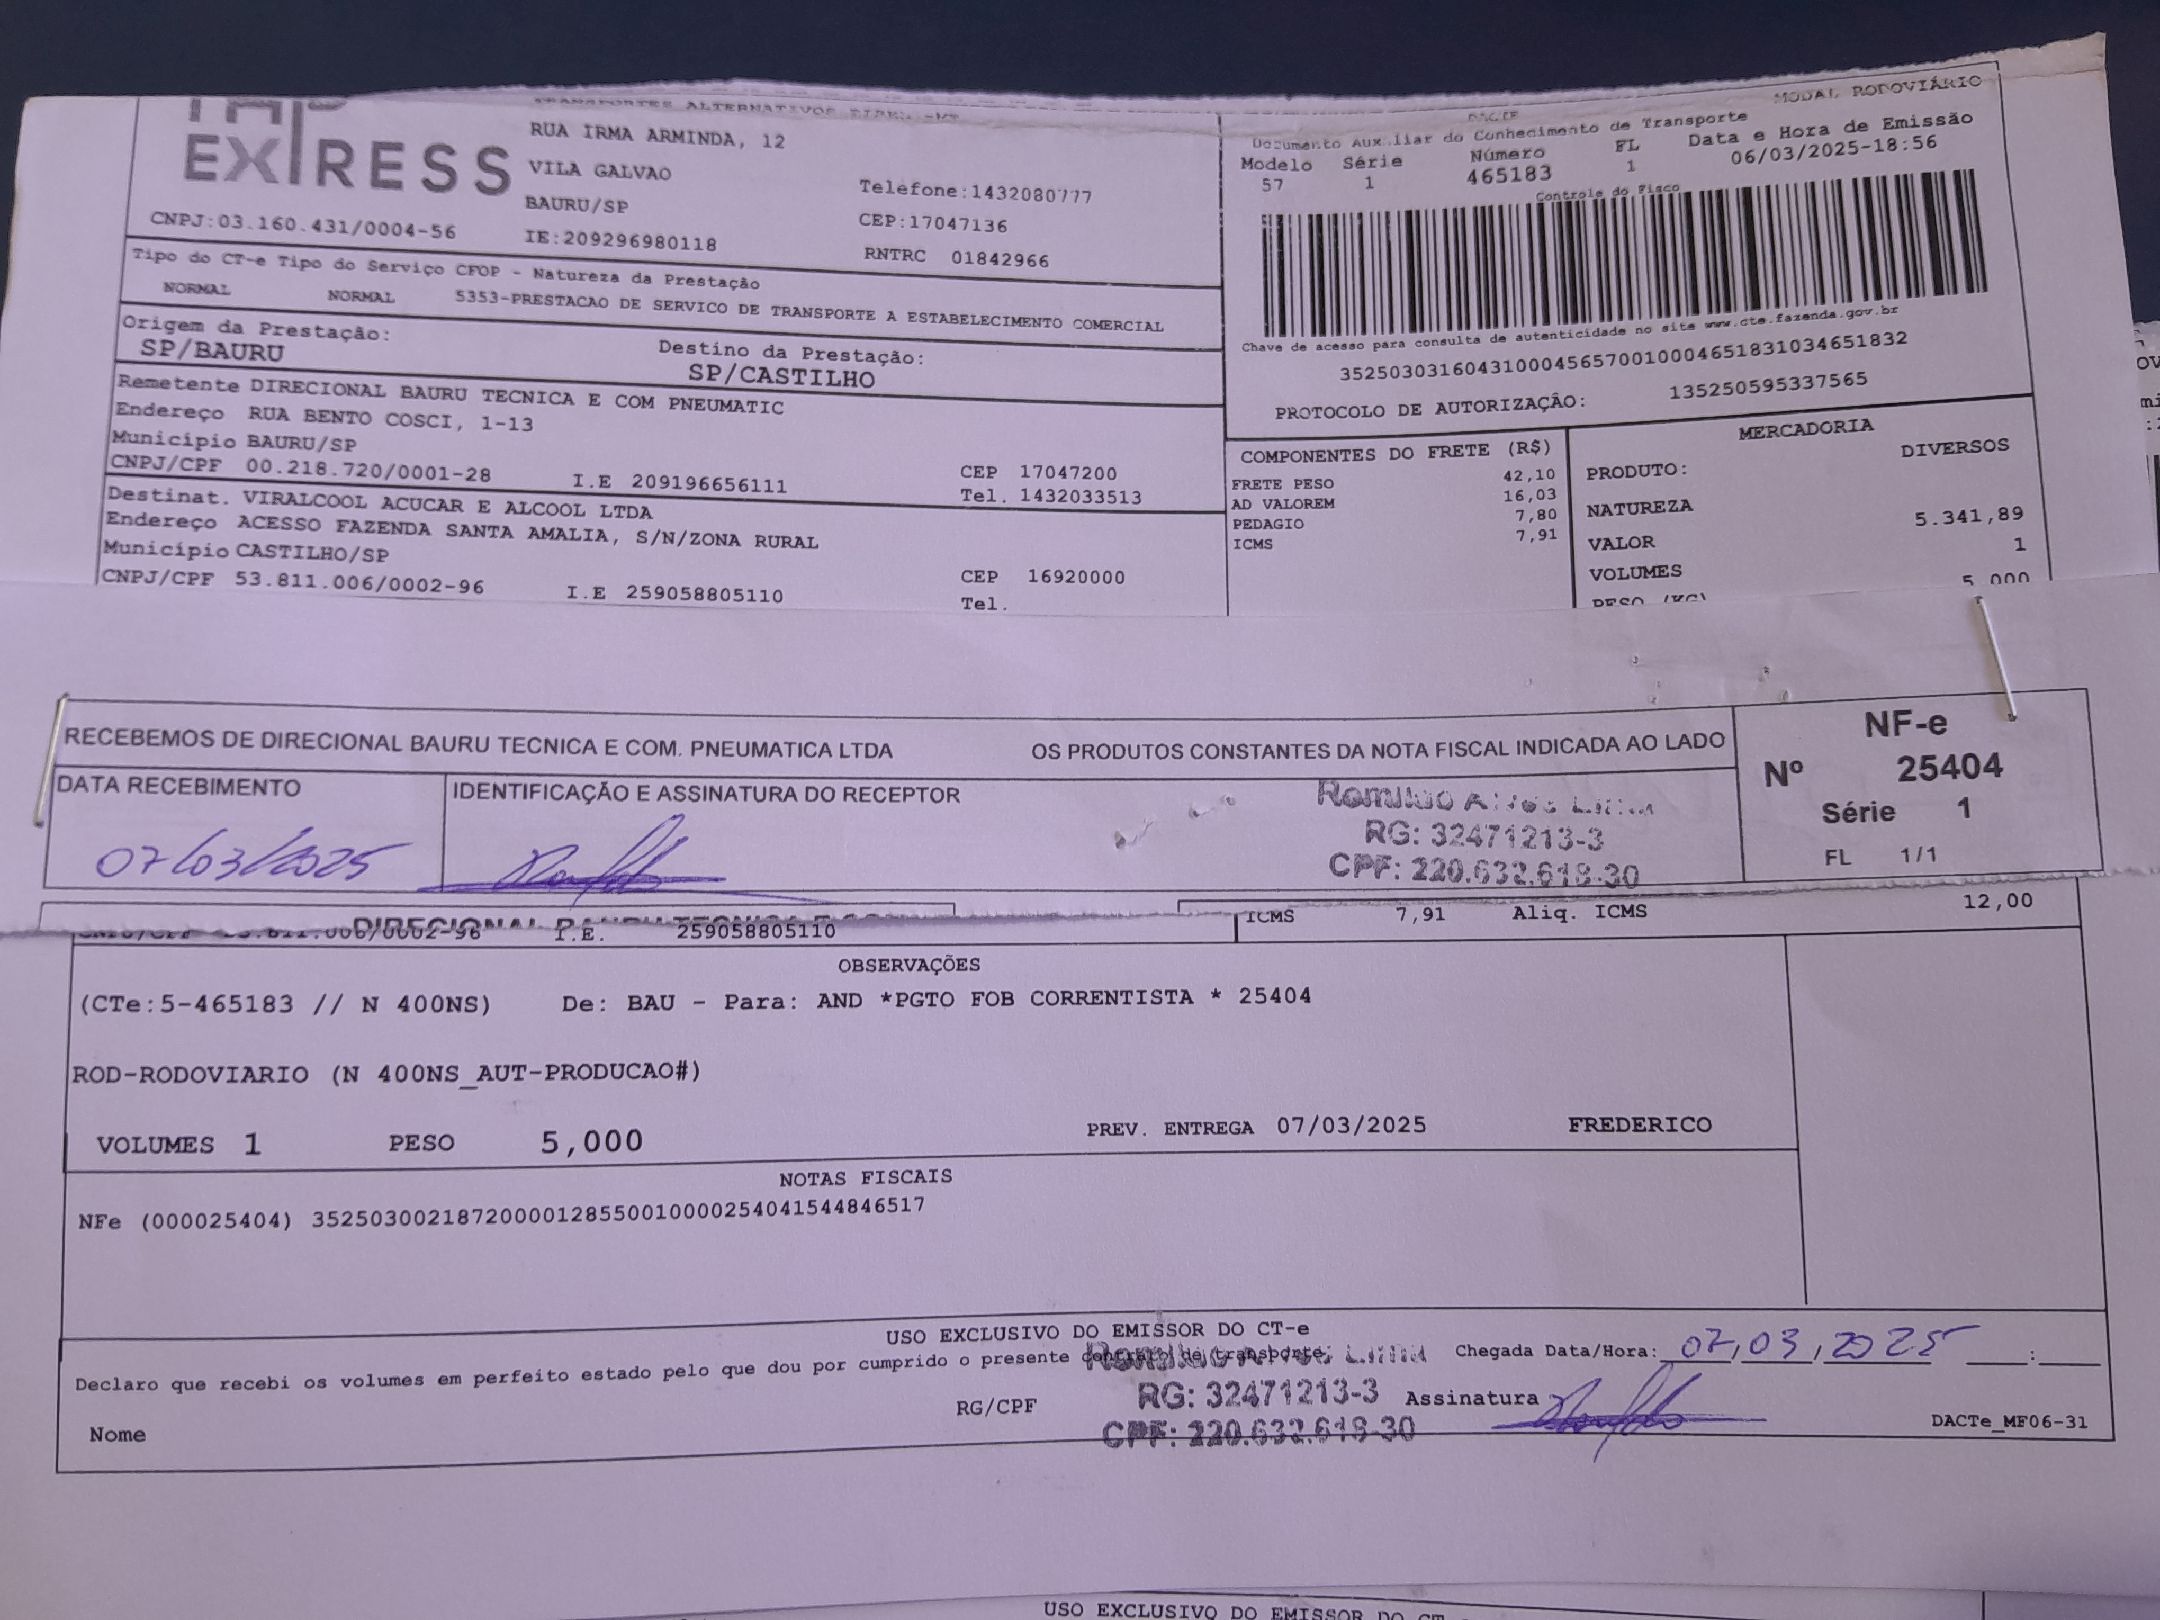 EXPRESS
RUA IRMA ARMINDA, 12
VILA GALVAO
BAURU/SP
Telefone:1432080777
CEP:17047136
CNPJ:03.160.431/0004-56
IE:209296980118
RNTRC 01842966
Tipo do CT-e Tipo do Serviço CFOP - Natureza da Prestação
NORMAL NORMAL 5353-PRESTACAO DE SERVICO DE TRANSPORTE A ESTABELECIMENTO COMERCIAL
Origem da Prestação:
SP/BAURU
Destino da Prestação:
SP/CASTILHO
Remetente DIRECIONAL BAURU TECNICA E COM PNEUMATIC
Endereço RUA BENTO COSCI, 1-13
Município BAURU/SP
CNPJ/CPF 00.218.720/0001-28 I.E 209196656111
CEP 17047200
Tel. 1432033513
Destinat. VIRALCOOL ACUCAR E ALCOOL LTDA
Endereço ACESSO FAZENDA SANTA AMALIA, S/N/ZONA RURAL
Município CASTILHO/SP
CNPJ/CPF 53.811.006/0002-96 I.E 259058805110
CEP 16920000
Tel.
DACTE
MODAL RODOVIÁRIO
Documento Auxiliar do Conhecimento de Transporte
Modelo Série Número FL Data e Hora de Emissão
57 1 465183 1 06/03/2025-18:56
Controle do Fisco
Chave de acesso para consulta de autenticidade no site www.cte.fazenda.gov.br
35250303160431000456570010004651831034651832
PROTOCOLO DE AUTORIZAÇÃO: 135250595337565
COMPONENTES DO FRETE (R$)
FRETE PESO 42,10
AD VALOREM 16,03
PEDAGIO 7,80
ICMS 7,91
MERCADORIA
PRODUTO: DIVERSOS
NATUREZA
VALOR 5.341,89
VOLUMES 1
PESO (KG) 5,000
RECEBEMOS DE DIRECIONAL BAURU TECNICA E COM. PNEUMATICA LTDA OS PRODUTOS CONSTANTES DA NOTA FISCAL INDICADA AO LADO
DATA RECEBIMENTO
07/03/2025
IDENTIFICAÇÃO E ASSINATURA DO RECEPTOR
RG: 32471213-3
CPF: 220.632.618-30
NF-e
Nº 25404
Série 1
FL 1/1
I.E. 259058805110
ICMS 7,91 Aliq. ICMS 12,00
OBSERVAÇÕES
(CTe:5-465183 // N 400NS) De: BAU - Para: AND *PGTO FOB CORRENTISTA * 25404
ROD-RODOVIARIO (N 400NS_AUT-PRODUCAO#)
VOLUMES 1 PESO 5,000 PREV. ENTREGA 07/03/2025 FREDERICO
NOTAS FISCAIS
NFe (000025404) 35250300218720000128550010000254041544846517
USO EXCLUSIVO DO EMISSOR DO CT-e
Declaro que recebi os volumes em perfeito estado pelo que dou por cumprido o presente contrato de transporte.
Chegada Data/Hora: 07,03,2025 :
Nome RG/CPF
RG: 32471213-3
CPF: 220.632.618-30
Assinatura
DACTe_MF06-31
USO EXCLUSIVO DO EMISSOR DO CT